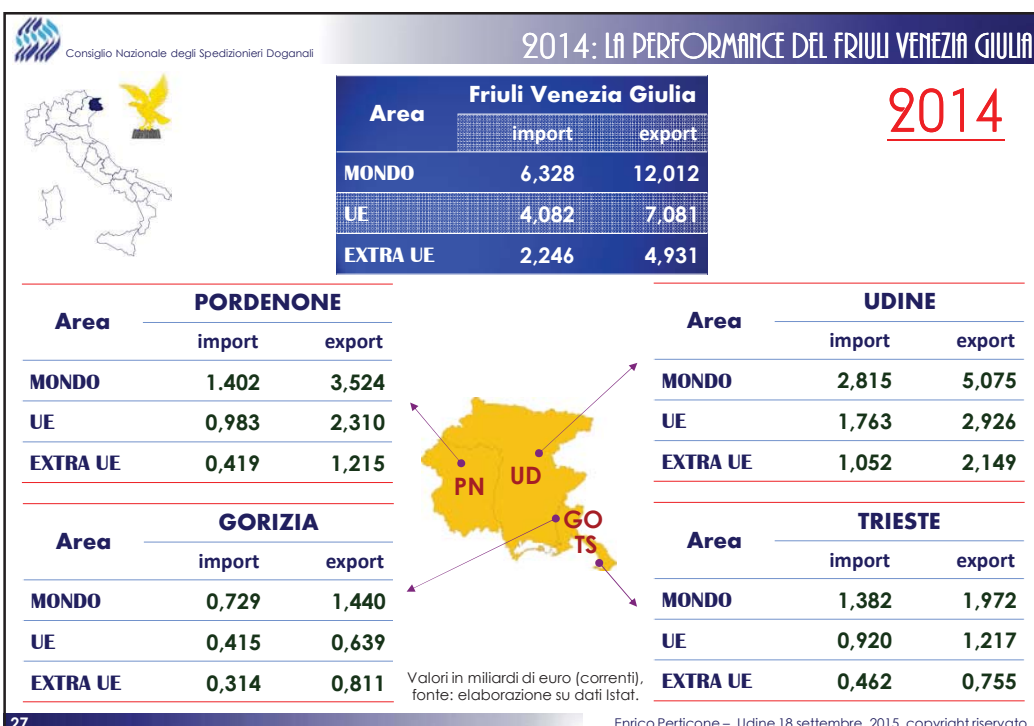 Consiglio Nazionale degli Spedizionieri Doganali
2014: LA PERFORMANCE DEL FRIULI VENEZIA GIULIA
2014
Area Friuli Venezia Giulia
import export
MONDO 6,328 12,012
UE 4,082 7,081
EXTRA UE 2,246 4,931
Area PORDENONE
import export
MONDO 1.402 3,524
UE 0,983 2,310
EXTRA UE 0,419 1,215
Area UDINE
import export
MONDO 2,815 5,075
UE 1,763 2,926
EXTRA UE 1,052 2,149
PN
UD
GO
TS
Area GORIZIA
import export
MONDO 0,729 1,440
UE 0,415 0,639
EXTRA UE 0,314 0,811
Area TRIESTE
import export
MONDO 1,382 1,972
UE 0,920 1,217
EXTRA UE 0,462 0,755
Valori in miliardi di euro (correnti),
fonte: elaborazione su dati Istat.
27
Enrico Perticone – Udine 18 settembre 2015 copyright riservato